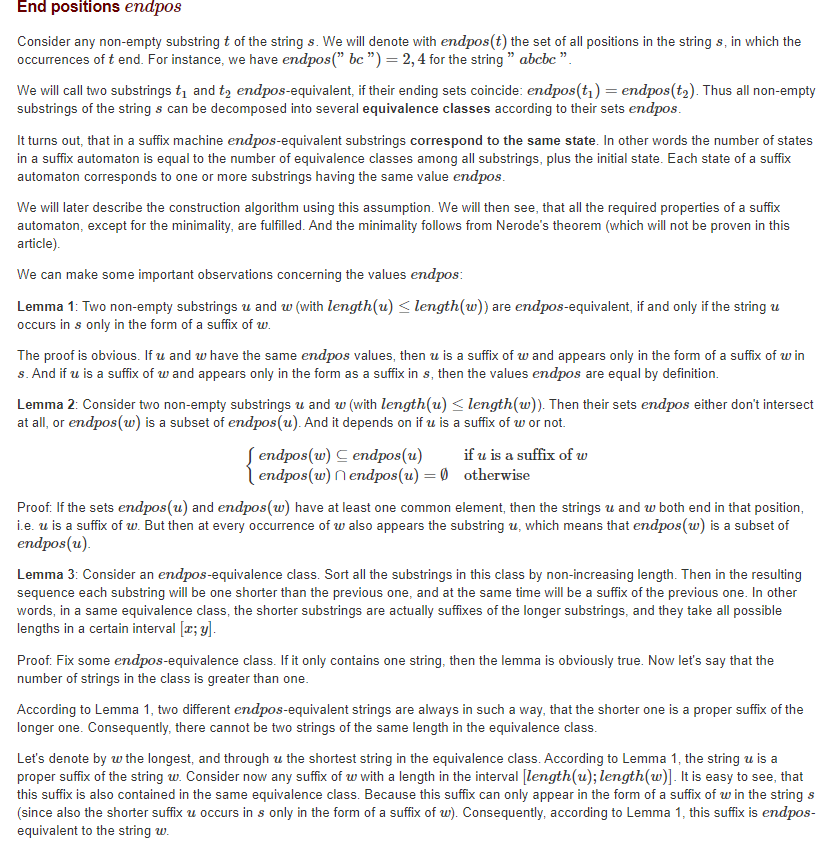 End positions endpos
Consider any non-empty substring t of the string s. We will denote with endpos(t) the set of all positions in the string s, in which the
occurrences of t end. For instance, we have endpos(” bc ”) = 2, 4 for the string ” abcbc ”.
We will call two substrings t₁ and t₂ endpos-equivalent, if their ending sets coincide: endpos(t₁) = endpos(t₂). Thus all non-empty
substrings of the string s can be decomposed into several equivalence classes according to their sets endpos.
It turns out, that in a suffix machine endpos-equivalent substrings correspond to the same state. In other words the number of states
in a suffix automaton is equal to the number of equivalence classes among all substrings, plus the initial state. Each state of a suffix
automaton corresponds to one or more substrings having the same value endpos.
We will later describe the construction algorithm using this assumption. We will then see, that all the required properties of a suffix
automaton, except for the minimality, are fulfilled. And the minimality follows from Nerode's theorem (which will not be proven in this
article).
We can make some important observations concerning the values endpos:
Lemma 1: Two non-empty substrings u and w (with length(u) ≤ length(w)) are endpos-equivalent, if and only if the string u
occurs in s only in the form of a suffix of w.
The proof is obvious. If u and w have the same endpos values, then u is a suffix of w and appears only in the form of a suffix of w in
s. And if u is a suffix of w and appears only in the form as a suffix in s, then the values endpos are equal by definition.
Lemma 2: Consider two non-empty substrings u and w (with length(u) ≤ length(w)). Then their sets endpos either don't intersect
at all, or endpos(w) is a subset of endpos(u). And it depends on if u is a suffix of w or not.
{ endpos(w) ⊆ endpos(u) if u is a suffix of w
endpos(w) ∩ endpos(u) = ∅ otherwise
Proof: If the sets endpos(u) and endpos(w) have at least one common element, then the strings u and w both end in that position,
i.e. u is a suffix of w. But then at every occurrence of w also appears the substring u, which means that endpos(w) is a subset of
endpos(u).
Lemma 3: Consider an endpos-equivalence class. Sort all the substrings in this class by non-increasing length. Then in the resulting
sequence each substring will be one shorter than the previous one, and at the same time will be a suffix of the previous one. In other
words, in a same equivalence class, the shorter substrings are actually suffixes of the longer substrings, and they take all possible
lengths in a certain interval [x; y].
Proof: Fix some endpos-equivalence class. If it only contains one string, then the lemma is obviously true. Now let's say that the
number of strings in the class is greater than one.
According to Lemma 1, two different endpos-equivalent strings are always in such a way, that the shorter one is a proper suffix of the
longer one. Consequently, there cannot be two strings of the same length in the equivalence class.
Let's denote by w the longest, and through u the shortest string in the equivalence class. According to Lemma 1, the string u is a
proper suffix of the string w. Consider now any suffix of w with a length in the interval [length(u); length(w)]. It is easy to see, that
this suffix is also contained in the same equivalence class. Because this suffix can only appear in the form of a suffix of w in the string s
(since also the shorter suffix u occurs in s only in the form of a suffix of w). Consequently, according to Lemma 1, this suffix is endpos-
equivalent to the string w.